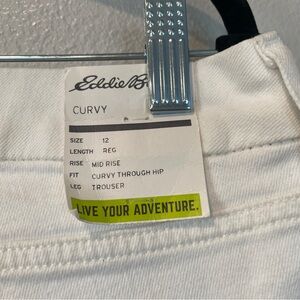 Eddie B
CURVY
SIZE 12
LENGTH REG
RISE MID RISE
FIT CURVY THROUGH HIP
LEG TROUSER
LIVE YOUR ADVENTURE.